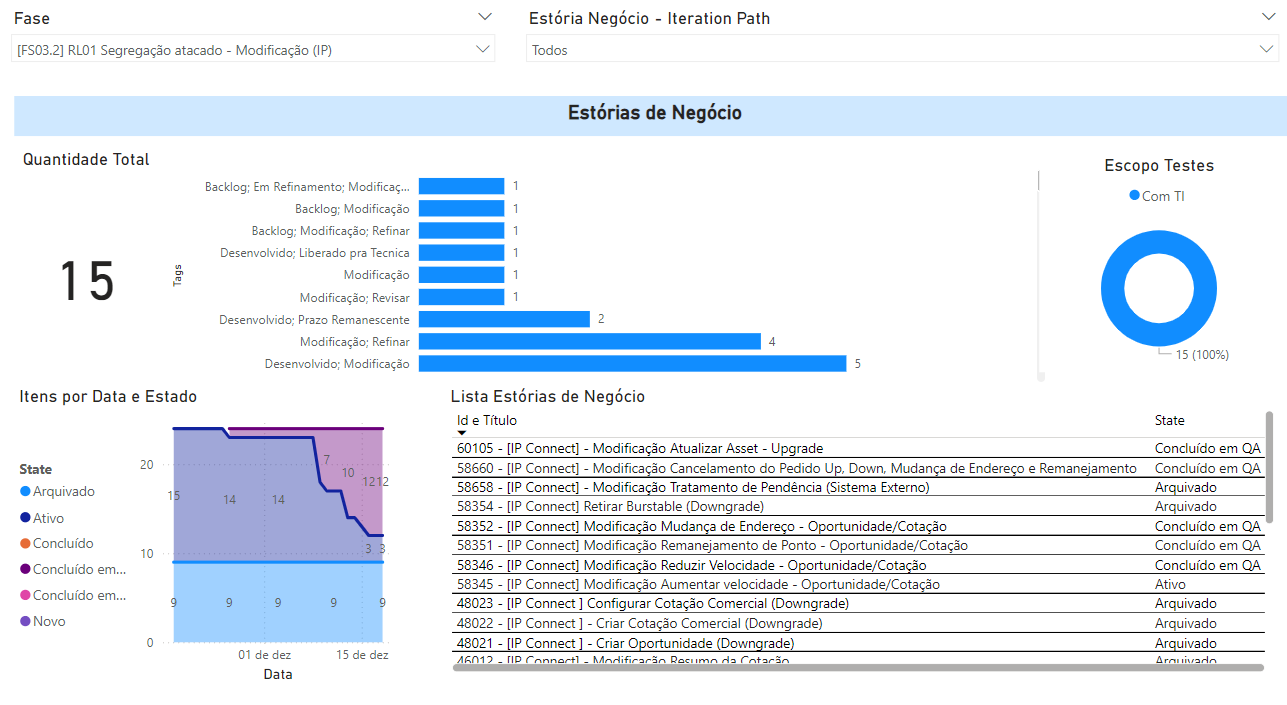 Fase
Estória Negócio - Iteration Path
[FS03.2] RL01 Segregação atacado - Modificação (IP)
Todos
Estórias de Negócio
Quantidade Total
15
Tags
Backlog; Em Refinamento; Modificaç... 1
Backlog; Modificação 1
Backlog; Modificação; Refinar 1
Desenvolvido; Liberado pra Tecnica 1
Modificação 1
Modificação; Revisar 1
Desenvolvido; Prazo Remanescente 2
Modificação; Refinar 4
Desenvolvido; Modificação 5
Escopo Testes
Com TI
15 (100%)
Itens por Data e Estado
State
Arquivado
Ativo
Concluído
Concluído em...
Concluído em...
Novo
20
10
0
15 14 14 7 10 12 12
3 3
9 9 9 9 9
01 de dez 15 de dez
Data
Lista Estórias de Negócio
Id e Título State
60105 - [IP Connect] - Modificação Atualizar Asset - Upgrade Concluído em QA
58660 - [IP Connect] - Modificação Cancelamento do Pedido Up, Down, Mudança de Endereço e Remanejamento Concluído em QA
58658 - [IP Connect] - Modificação Tratamento de Pendência (Sistema Externo) Arquivado
58354 - [IP Connect] Retirar Burstable (Downgrade) Arquivado
58352 - [IP Connect] Modificação Mudança de Endereço - Oportunidade/Cotação Concluído em QA
58351 - [IP Connect] Modificação Remanejamento de Ponto - Oportunidade/Cotação Concluído em QA
58346 - [IP Connect] Modificação Reduzir Velocidade - Oportunidade/Cotação Concluído em QA
58345 - [IP Connect] Modificação Aumentar velocidade - Oportunidade/Cotação Ativo
48023 - [IP Connect ] Configurar Cotação Comercial (Downgrade) Arquivado
48022 - [IP Connect ] - Criar Cotação Comercial (Downgrade) Arquivado
48021 - [IP Connect ] - Criar Oportunidade (Downgrade) Arquivado
46012 - [IP Connect] - Modificação Resumo da Cotação Arquivado